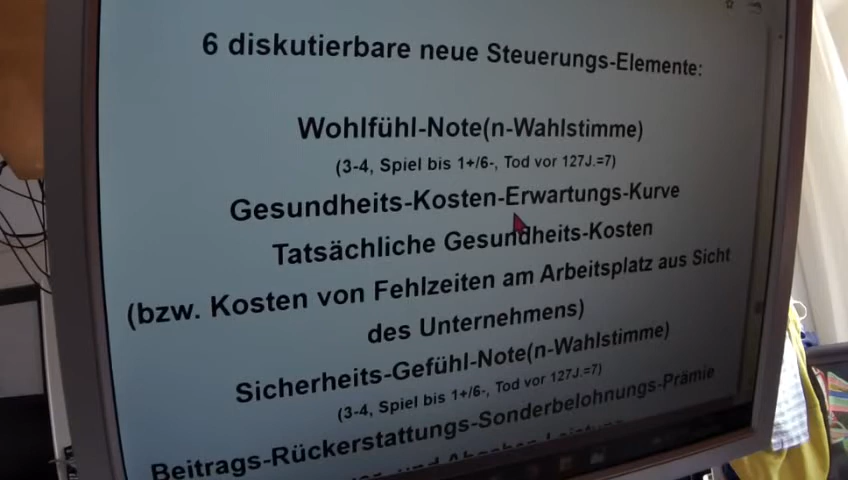 6 diskutierbare neue Steuerungs-Elemente:
Wohlfühl-Note(n-Wahlstimme)
(3-4, Spiel bis 1+/6-, Tod vor 127J.=7)
Gesundheits-Kosten-Erwartungs-Kurve
Tatsächliche Gesundheits-Kosten
(bzw. Kosten von Fehlzeiten am Arbeitsplatz aus Sicht
des Unternehmens)
Sicherheits-Gefühl-Note(n-Wahlstimme)
(3-4, Spiel bis 1+/6-, Tod vor 127J.=7)
Beitrags-Rückerstattungs-Sonderbelohnungs-Prämie